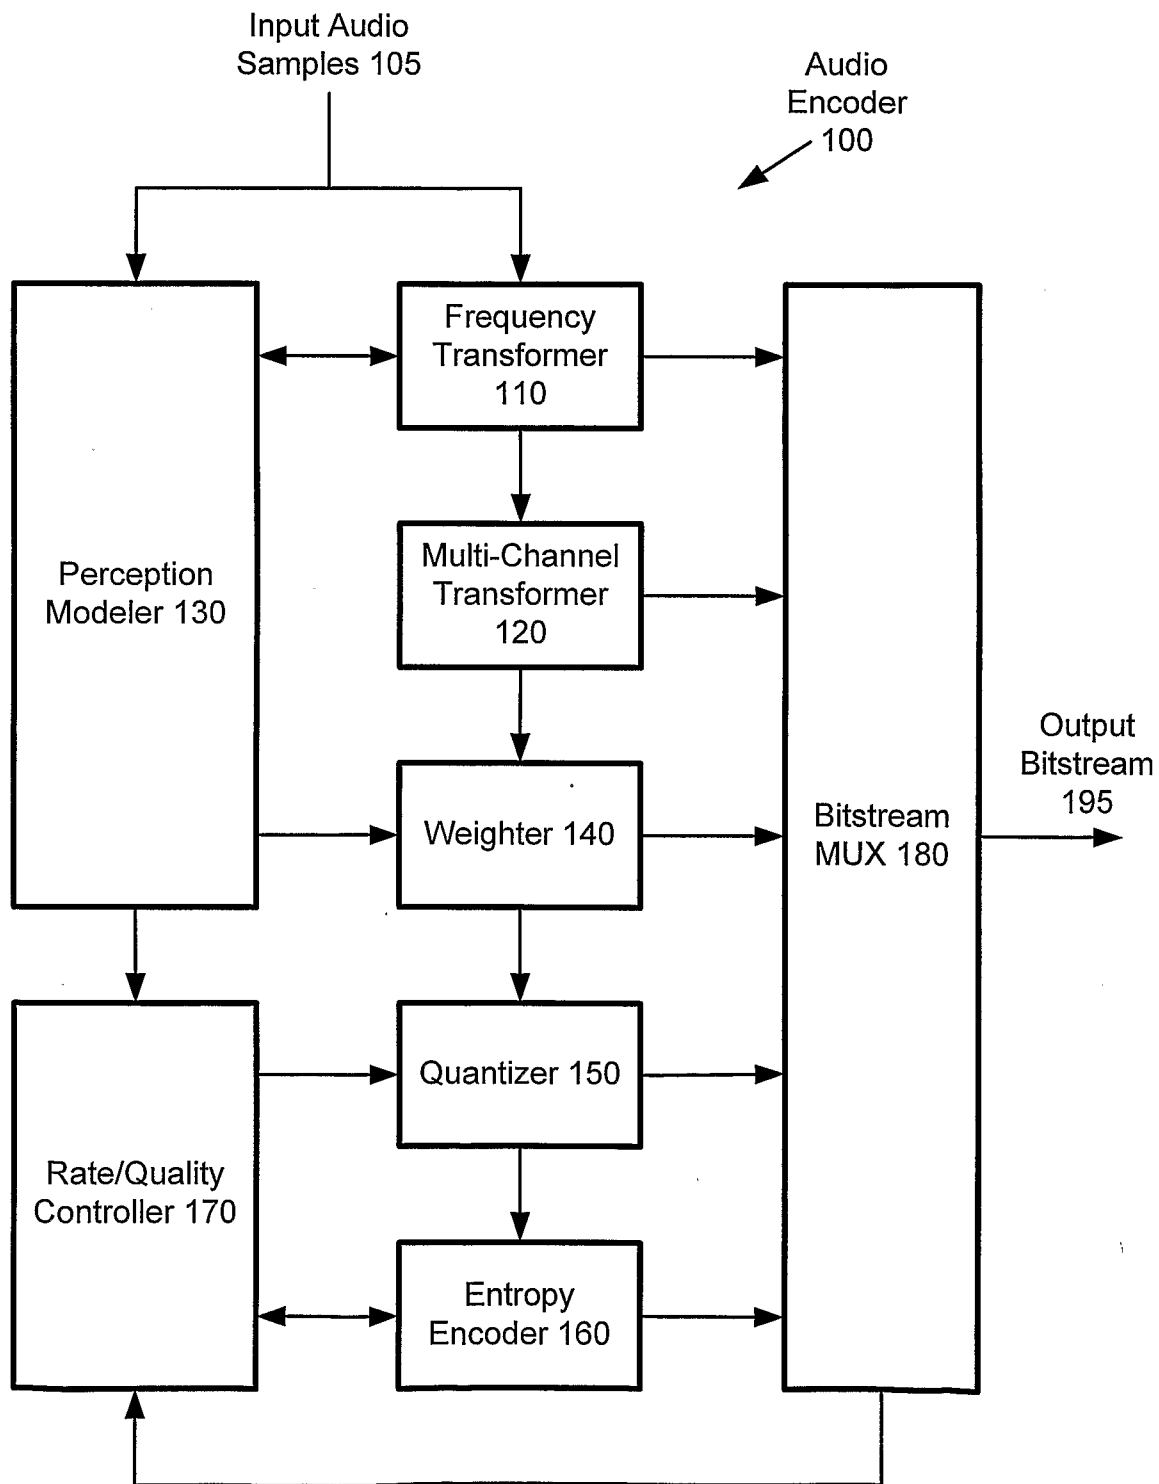 Input Audio
Samples 105
Audio
Encoder
100
Frequency
Transformer
110
Multi-Channel
Transformer
120
Perception
Modeler 130
Output
Bitstream
195
Weighter 140
Bitstream
MUX 180
Quantizer 150
Rate/Quality
Controller 170
Entropy
Encoder 160